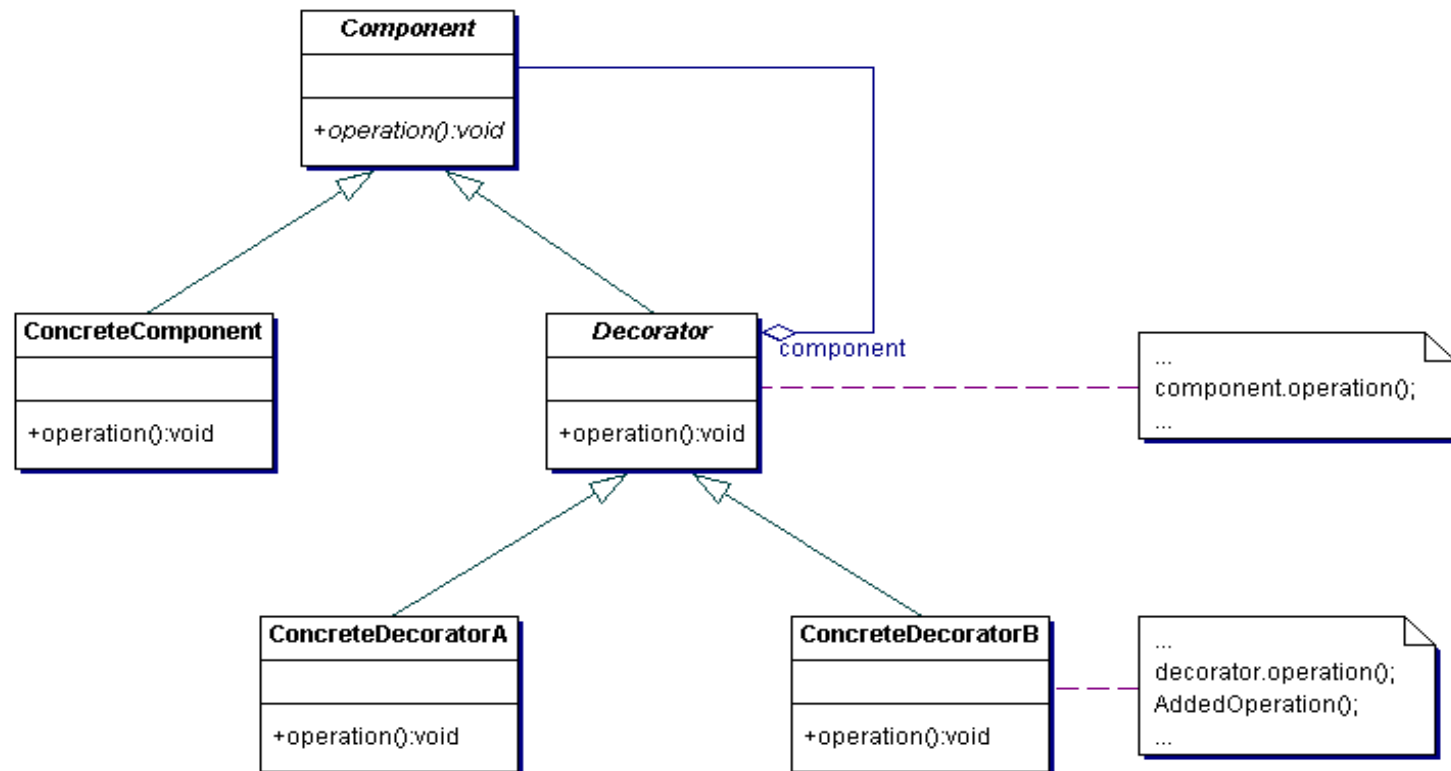 Component
+operation():void
ConcreteComponent
+operation():void
Decorator
+operation():void
component
...
component.operation();
...
ConcreteDecoratorA
+operation():void
ConcreteDecoratorB
+operation():void
...
decorator.operation();
AddedOperation();
...